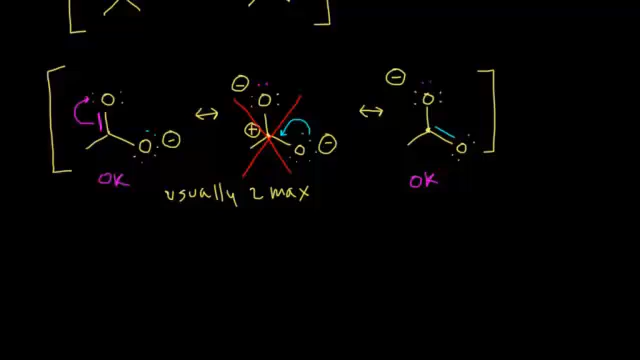 ⊖ ⊖
O O O
⊕
O ⊖ O ⊖ O
OK usually 2 max OK